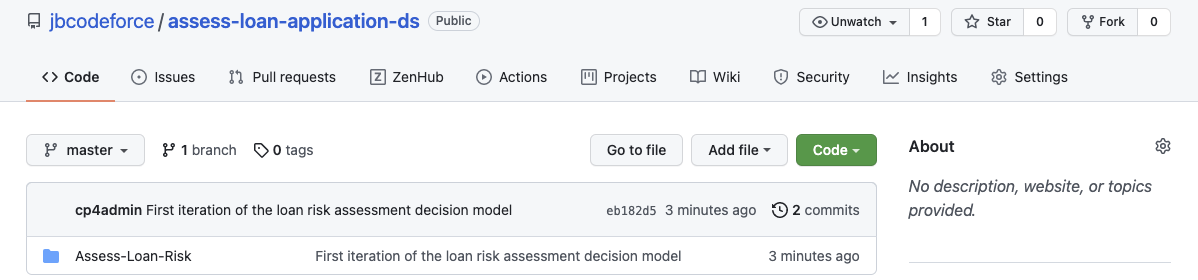 jbcodeforce / assess-loan-application-ds Public Unwatch 1 Star 0 Fork 0
Code Issues Pull requests ZenHub Actions Projects Wiki Security Insights Settings
master 1 branch 0 tags Go to file Add file Code
About
cp4admin First iteration of the loan risk assessment decision model eb182d5 3 minutes ago 2 commits
No description, website, or topics
provided.
Assess-Loan-Risk First iteration of the loan risk assessment decision model 3 minutes ago